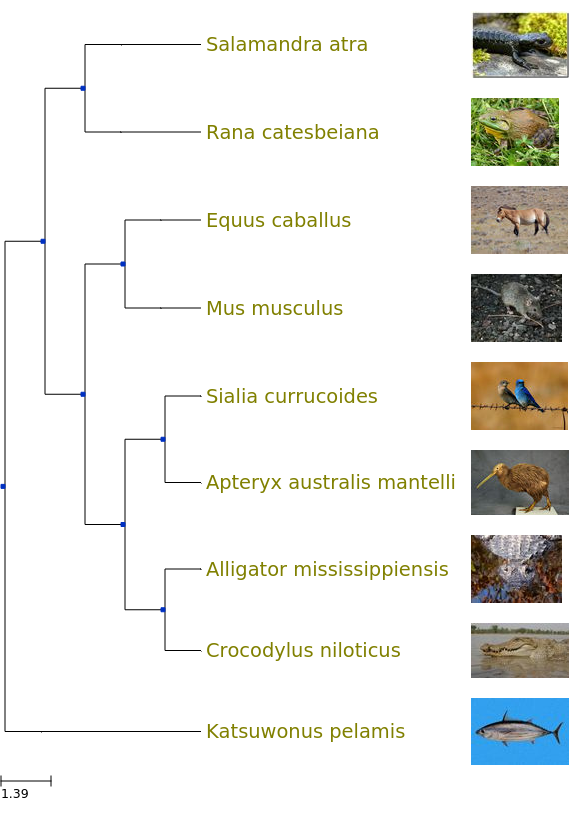 Salamandra atra
Rana catesbeiana
Equus caballus
Mus musculus
Sialia currucoides
Apteryx australis mantelli
Alligator mississippiensis
Crocodylus niloticus
Katsuwonus pelamis
1.39